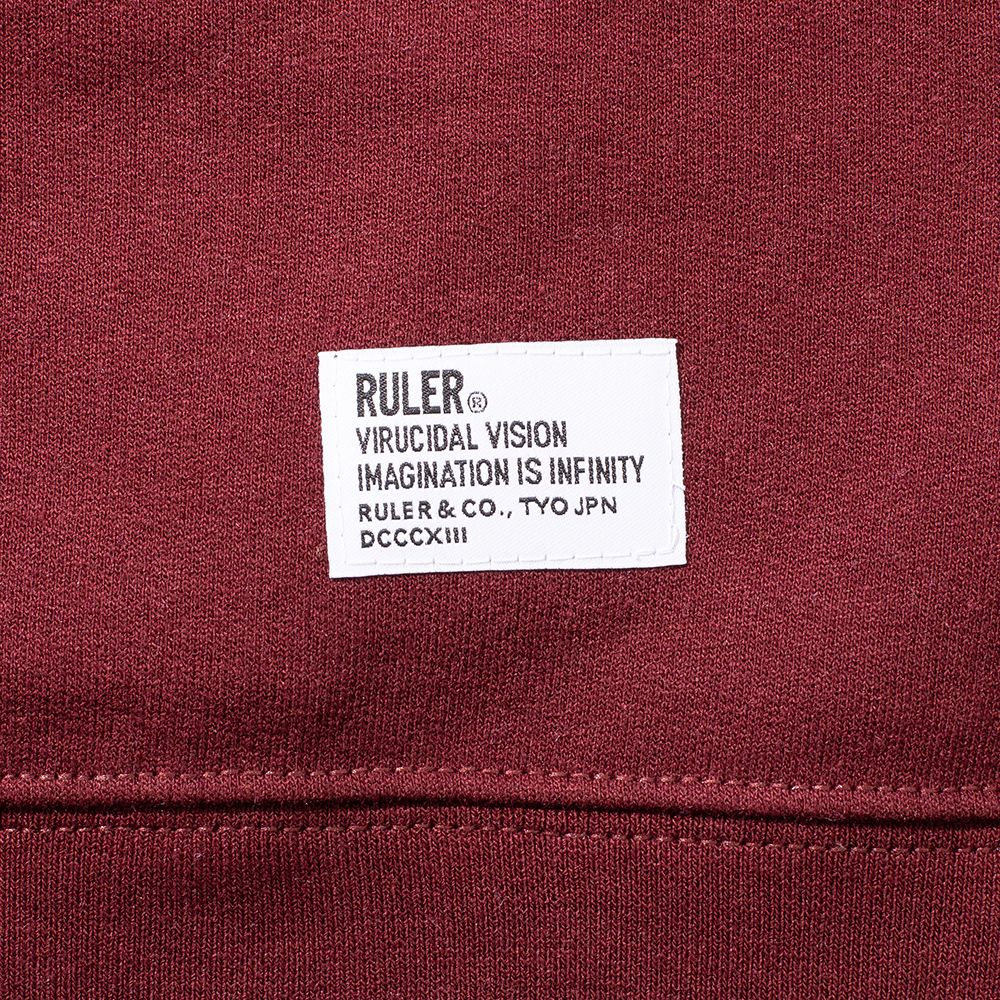 RULER®
VIRUCIDAL VISION
IMAGINATION IS INFINITY
RULER & CO., TYO JPN
DCCCXIII